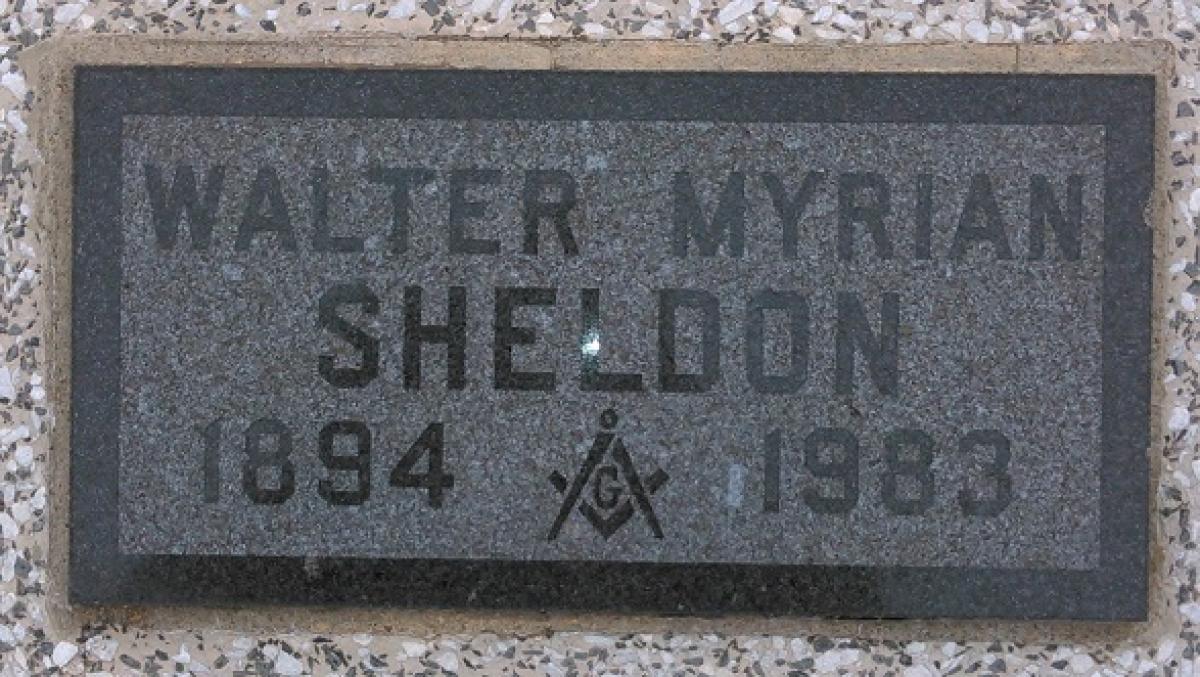 WALTER MYRIAN
SHELDON
1894 G 1983